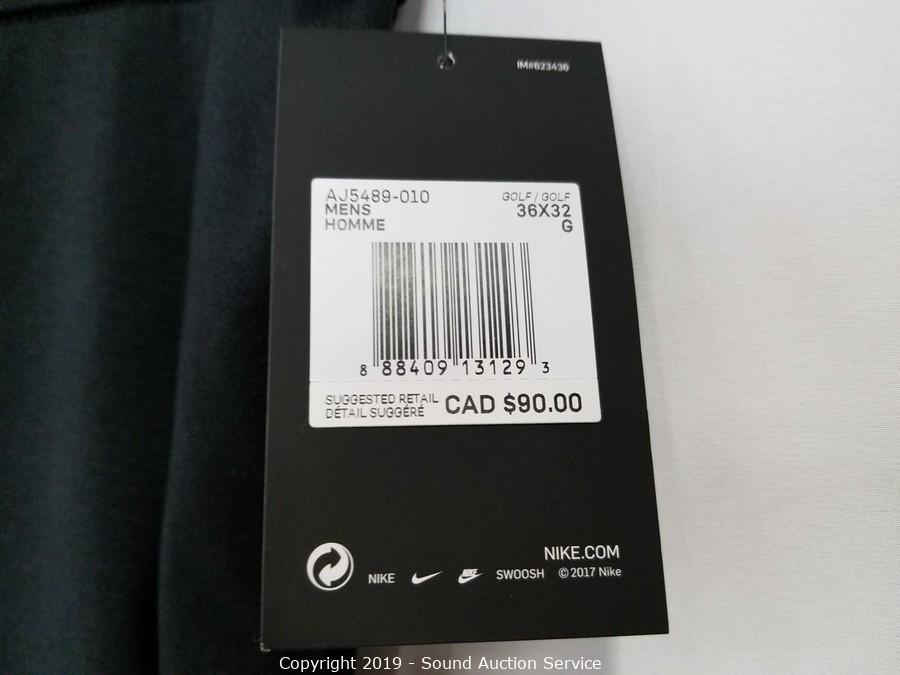 IM#623436
AJ5489-010
MENS
HOMME
GOLF / GOLF
36X32
G
8 88409 13129 3
SUGGESTED RETAIL
DÉTAIL SUGGÉRÉ
CAD $90.00
NIKE.COM
NIKE NIKE SWOOSH © 2017 Nike
Copyright 2019 - Sound Auction Service